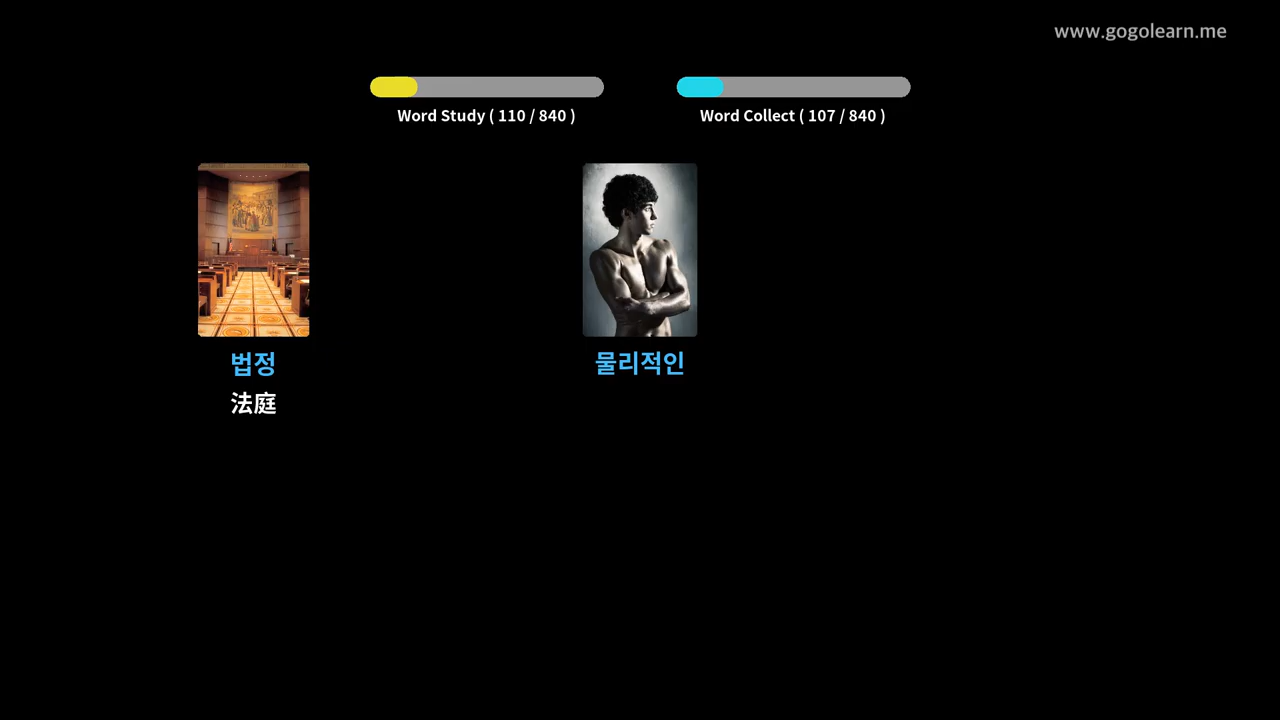 www.gogolearn.me
Word Study ( 110 / 840 )
Word Collect ( 107 / 840 )
법정
法庭
물리적인